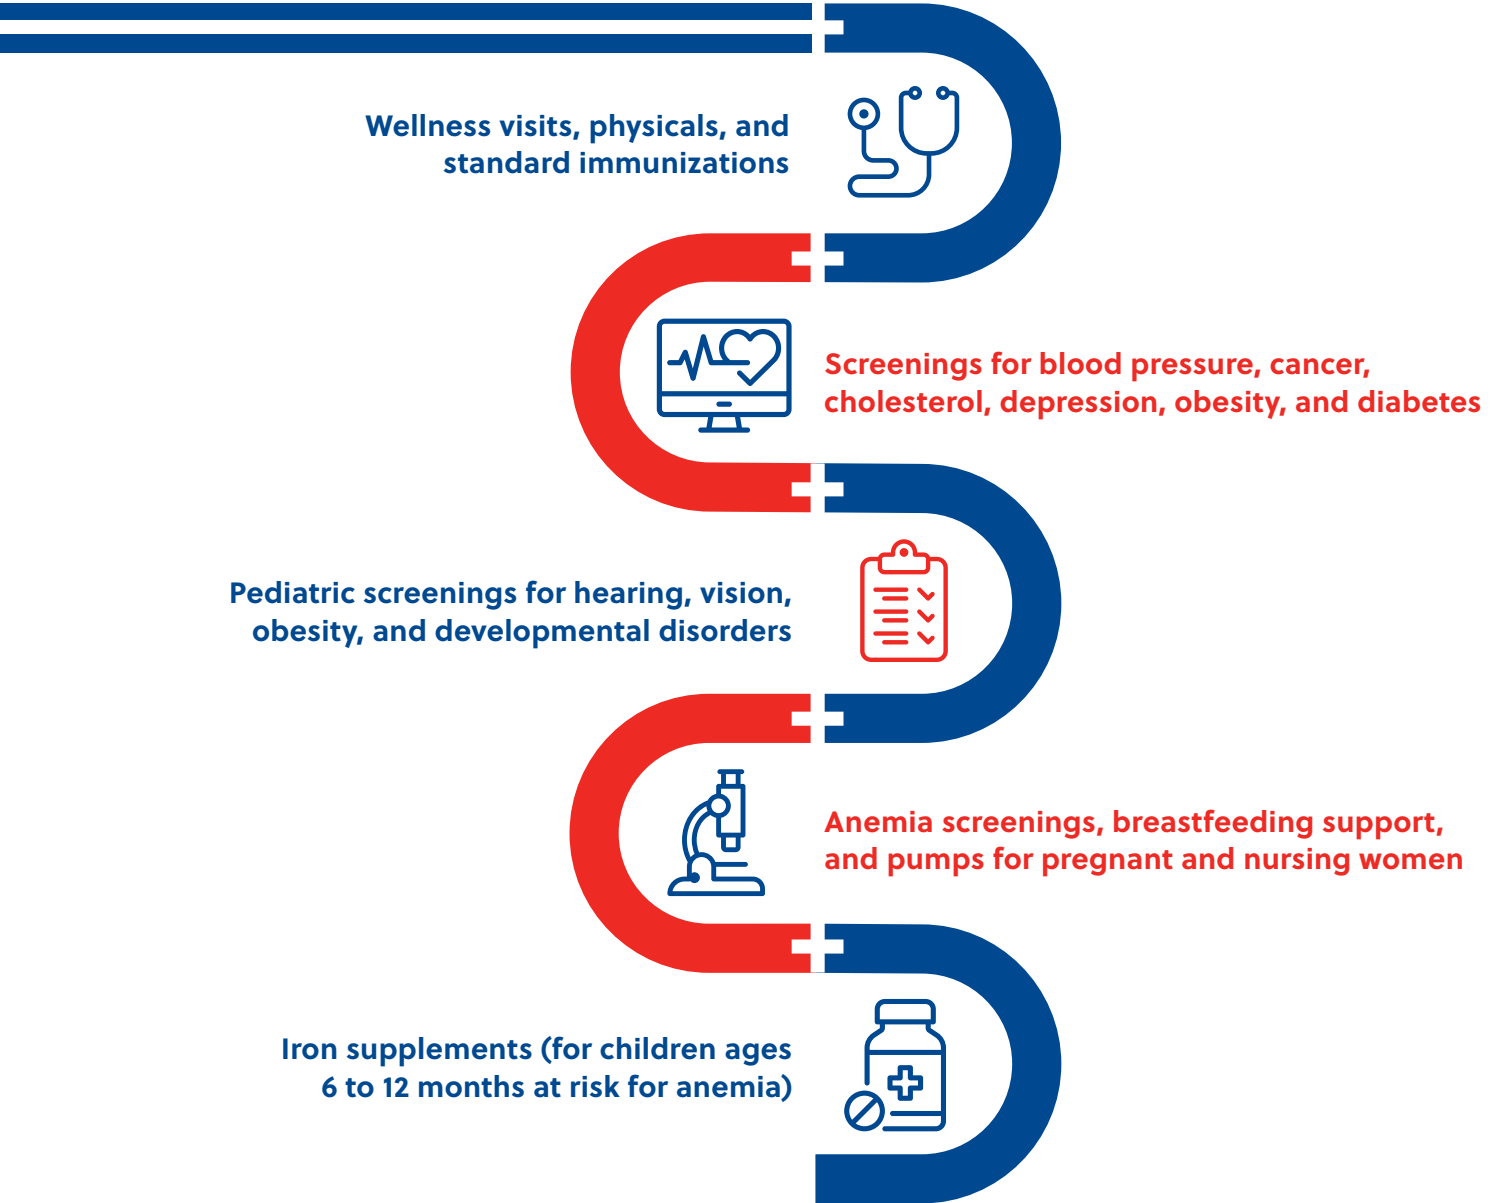 Wellness visits, physicals, and
standard immunizations
Screenings for blood pressure, cancer,
cholesterol, depression, obesity, and diabetes
Pediatric screenings for hearing, vision,
obesity, and developmental disorders
Anemia screenings, breastfeeding support,
and pumps for pregnant and nursing women
Iron supplements (for children ages
6 to 12 months at risk for anemia)